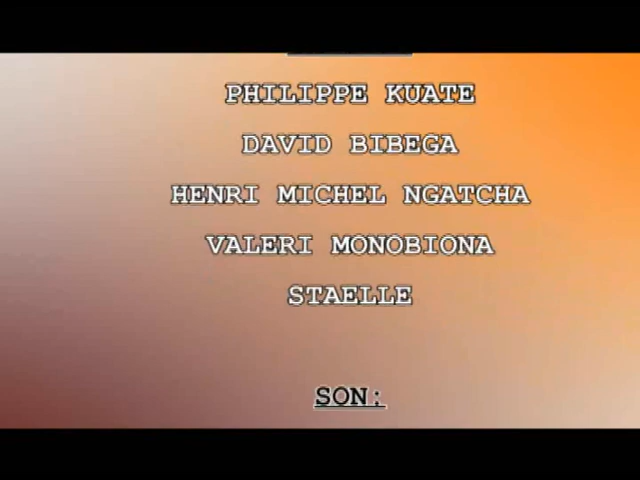 PHILIPPE KUATE
DAVID BIBEGA
HENRI MICHEL NGATCHA
VALERI MONOBIONA
STAELLE
SON: